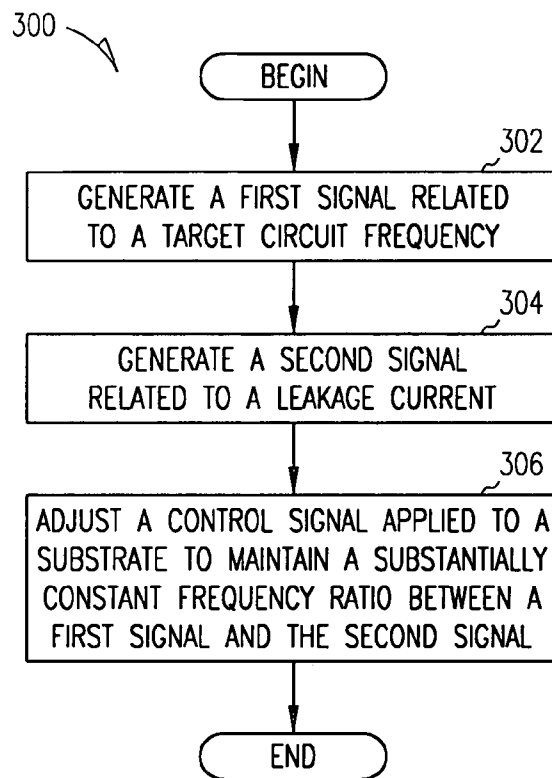 300
BEGIN
302
GENERATE A FIRST SIGNAL RELATED
TO A TARGET CIRCUIT FREQUENCY
304
GENERATE A SECOND SIGNAL
RELATED TO A LEAKAGE CURRENT
306
ADJUST A CONTROL SIGNAL APPLIED TO A
SUBSTRATE TO MAINTAIN A SUBSTANTIALLY
CONSTANT FREQUENCY RATIO BETWEEN A
FIRST SIGNAL AND THE SECOND SIGNAL
END